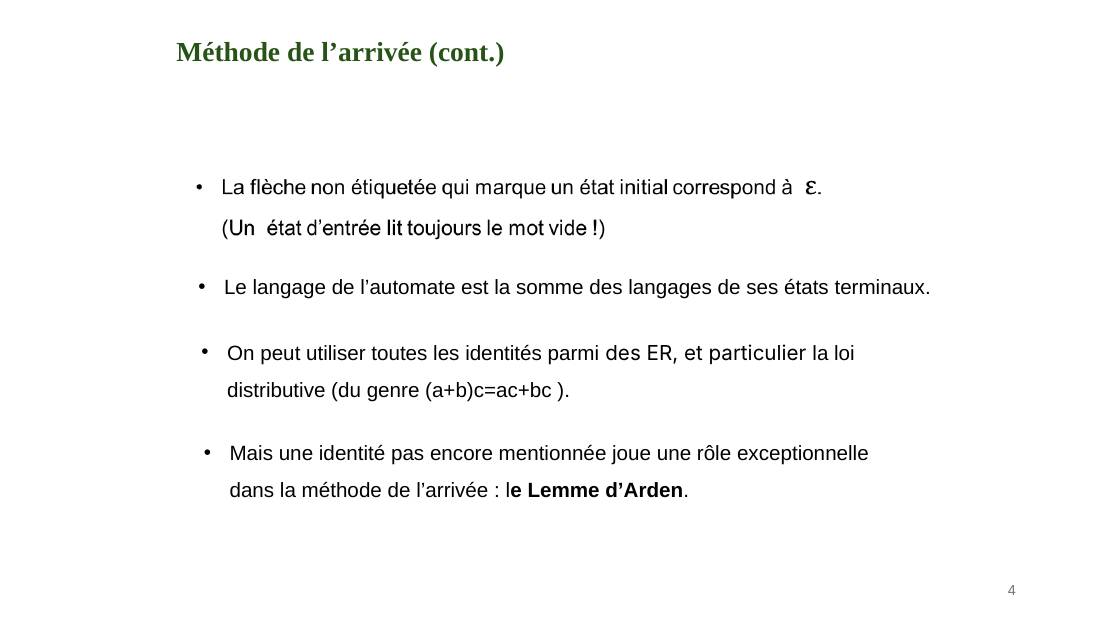 Méthode de l’arrivée (cont.)
• La flèche non étiquetée qui marque un état initial correspond à ε.
(Un état d’entrée lit toujours le mot vide !)
• Le langage de l’automate est la somme des langages de ses états terminaux.
• On peut utiliser toutes les identités parmi des ER, et particulier la loi
distributive (du genre (a+b)c=ac+bc ).
• Mais une identité pas encore mentionnée joue une rôle exceptionnelle
dans la méthode de l’arrivée : le Lemme d’Arden.
4